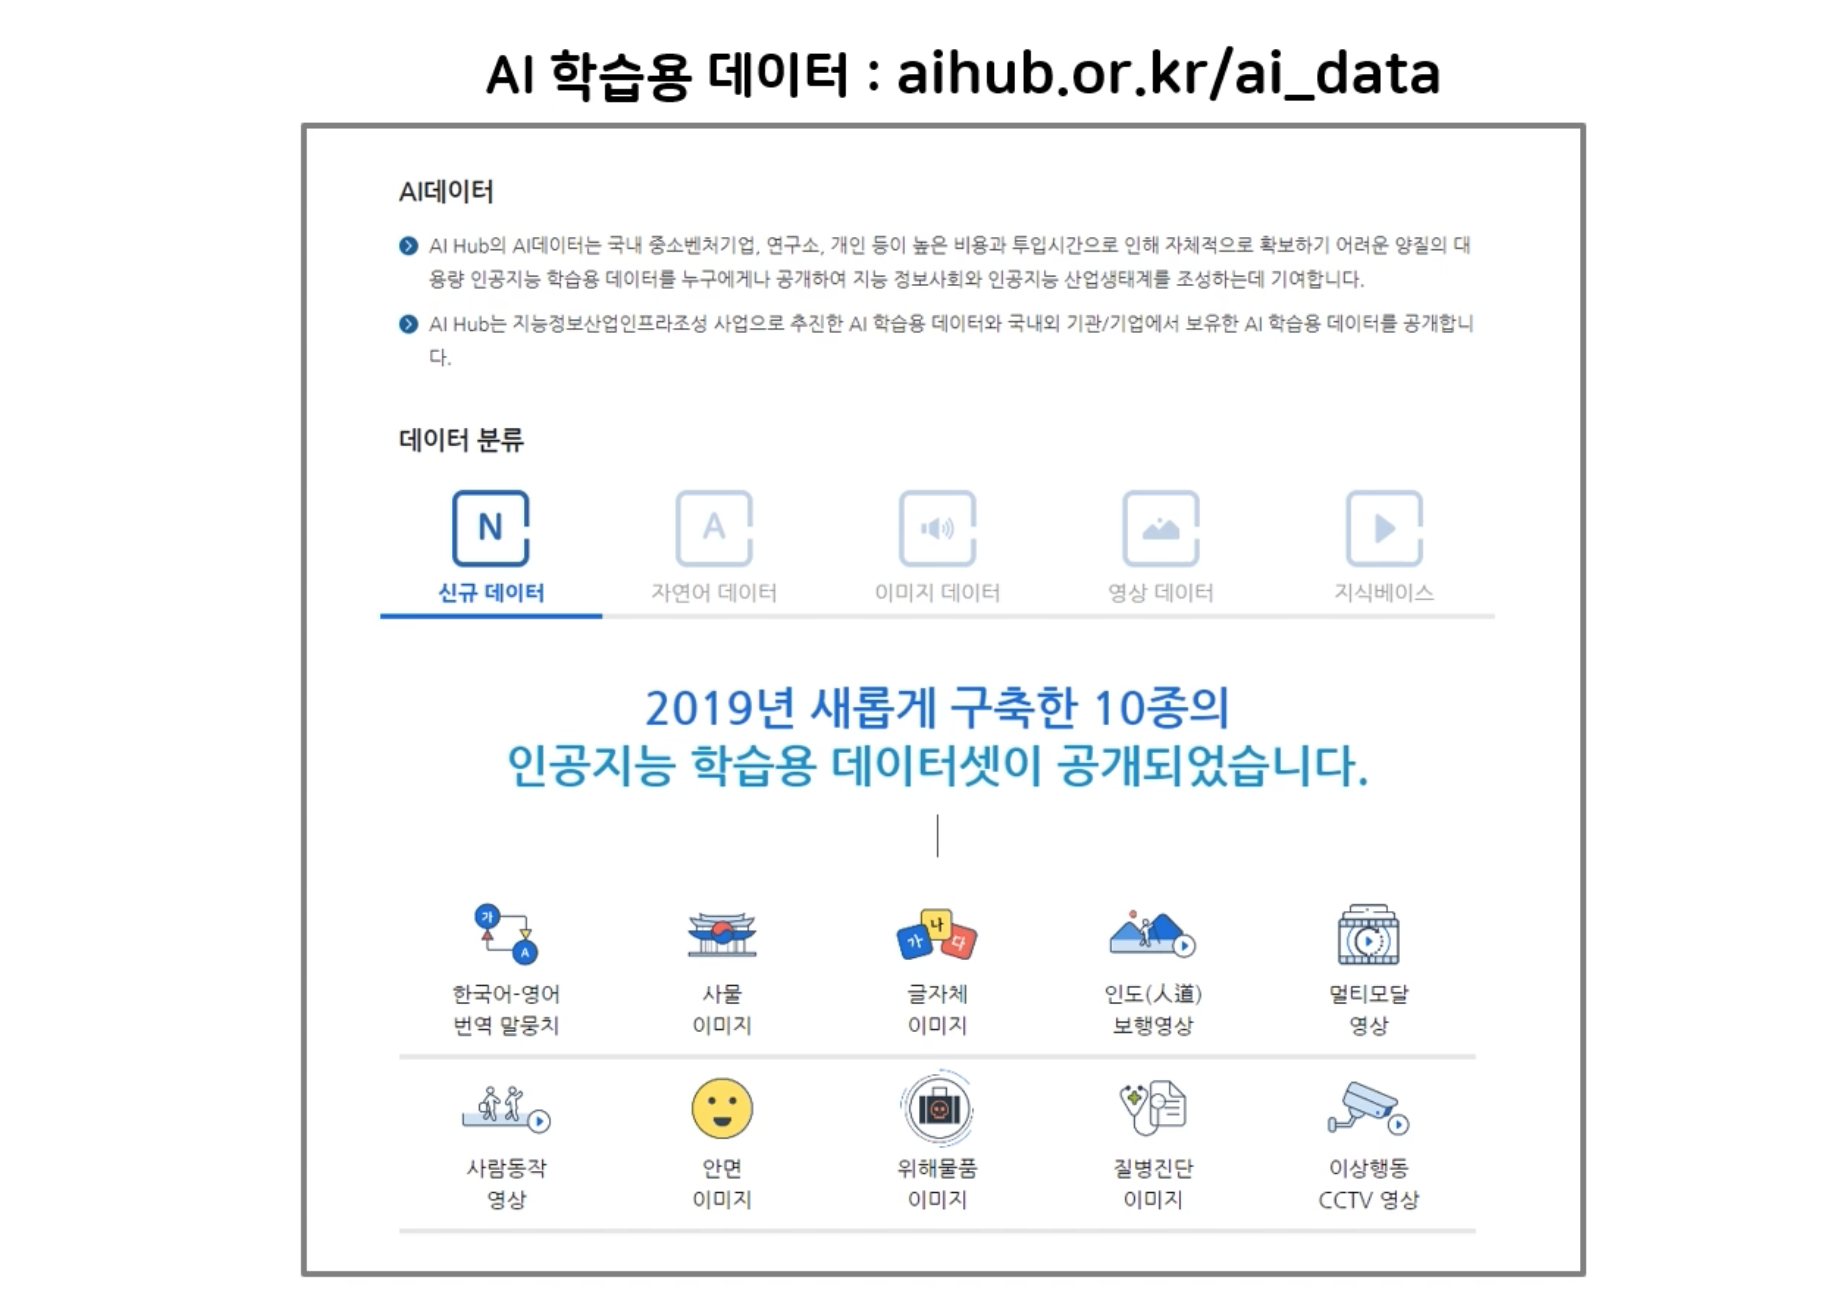 AI 학습용 데이터 : aihub.or.kr/ai_data
AI데이터
AI Hub의 AI데이터는 국내 중소벤처기업, 연구소, 개인 등이 높은 비용과 투입시간으로 인해 자체적으로 확보하기 어려운 양질의 대
용량 인공지능 학습용 데이터를 누구에게나 공개하여 지능 정보사회와 인공지능 산업생태계를 조성하는데 기여합니다.
AI Hub는 지능정보산업인프라조성 사업으로 추진한 AI 학습용 데이터와 국내외 기관/기업에서 보유한 AI 학습용 데이터를 공개합니
다.
데이터 분류
N
A
신규 데이터 자연어 데이터 이미지 데이터 영상 데이터 지식베이스
2019년 새롭게 구축한 10종의
인공지능 학습용 데이터셋이 공개되었습니다.
가
A
가 나 다
한국어-영어
번역 말뭉치
사물
이미지
글자체
이미지
인도(人道)
보행영상
멀티모달
영상
사람동작
영상
안면
이미지
위해물품
이미지
질병진단
이미지
이상행동
CCTV 영상